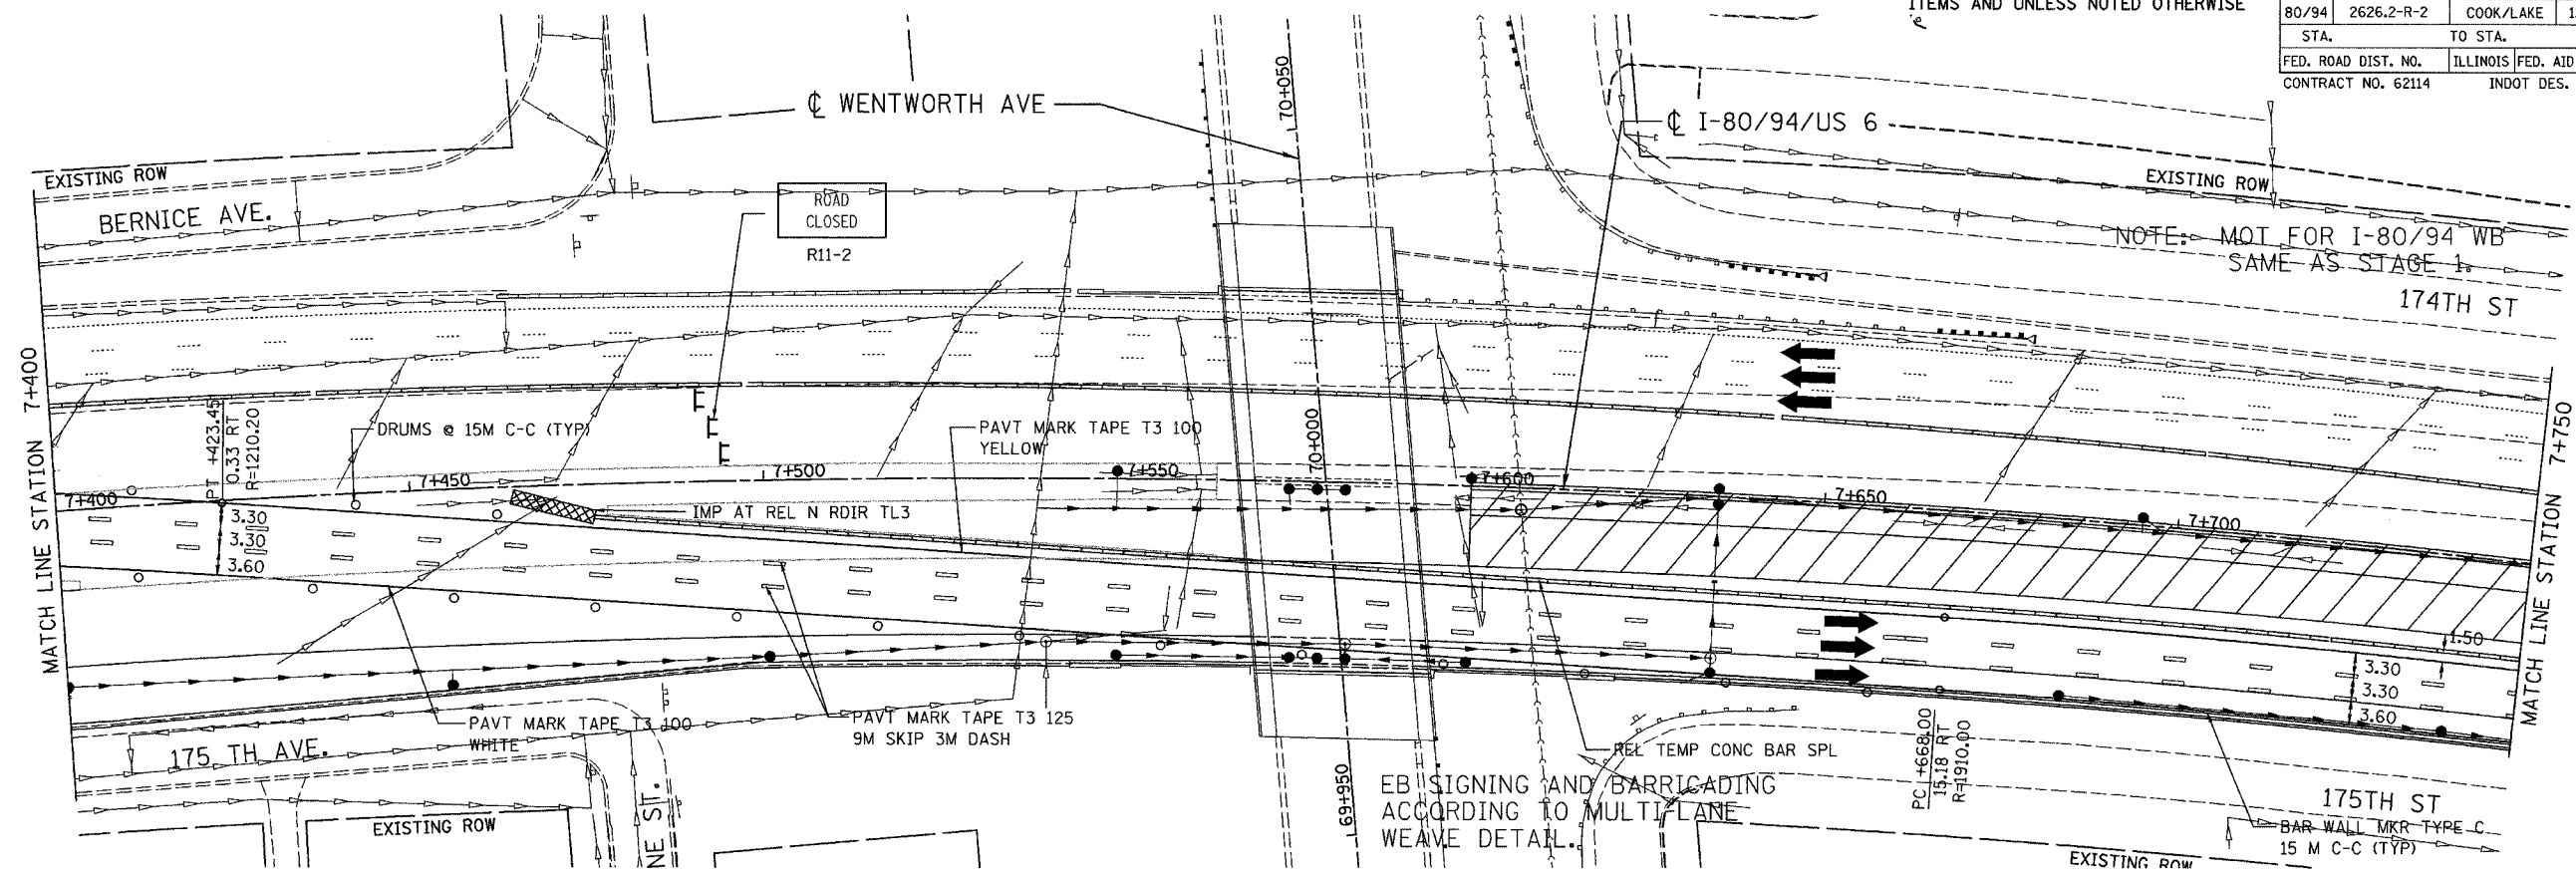 ITEMS AND UNLESS NOTED OTHERWISE
80/94 2626.2-R-2 COOK/LAKE
STA. TO STA.
FED. ROAD DIST. NO. ILLINOIS FED. AID
CONTRACT NO. 62114 INDOT DES.
℄ WENTWORTH AVE
70+050
℄ I-80/94/US 6
EXISTING ROW
BERNICE AVE.
ROAD
CLOSED
R11-2
EXISTING ROW
NOTE: MOT FOR I-80/94 WB
SAME AS STAGE 1.
174TH ST
MATCH LINE STATION 7+400
PT +423.45
0.33 RT
R=1210.20
DRUMS @ 15M C-C (TYP)
PAVT MARK TAPE T3 100
YELLOW
70+000
7+400
7+450
7+500
7+550
7+600
7+650
7+700
IMP AT REL N RDIR TL3
3.30
3.30
3.60
MATCH LINE STATION 7+750
1.50
3.30
3.30
3.60
PAVT MARK TAPE T3 100
WHITE
PAVT MARK TAPE T3 125
9M SKIP 3M DASH
175 TH AVE.
REL TEMP CONC BAR SPL
PC +668.00
15.18 RT
R=1910.00
EB SIGNING AND BARRICADING
ACCORDING TO MULTI-LANE
WEAVE DETAIL.
69+950
175TH ST
BAR WALL MKR TYPE C
15 M C-C (TYP)
EXISTING ROW
NE ST.
EXISTING ROW